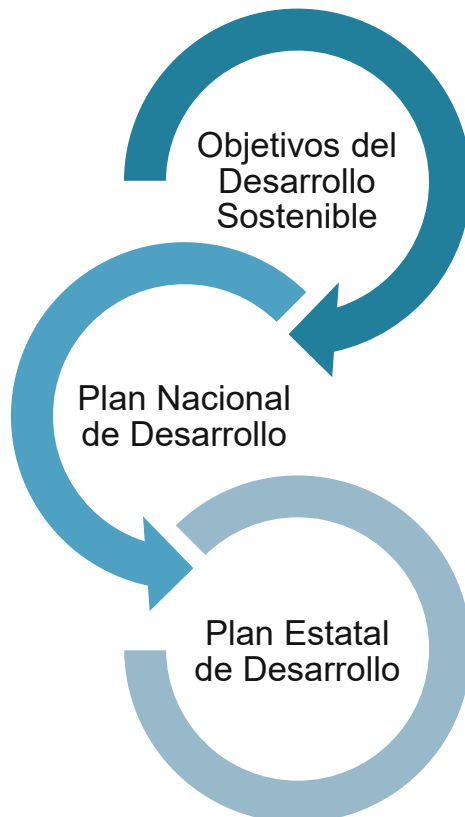 Objetivos del
Desarrollo
Sostenible
Plan Nacional
de Desarrollo
Plan Estatal
de Desarrollo